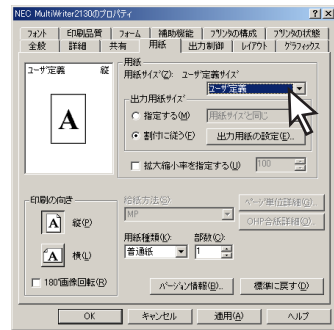 NEC MultiWriter2130のプロパティ
フォント 印刷品質 フォーム 補助機能 プリンタの構成 プリンタの状態
全般 詳細 共有 用紙 出力制御 レイアウト グラフィックス
ユーザ定義 縦
A
用紙
用紙サイズ(Z): ユーザ定義サイズ
ユーザ定義
出力用紙サイズ
指定する(M) 用紙サイズと同じ
割付に従う(F) 出力用紙の設定(E)...
拡大縮小率を指定する(U) 100
印刷の向き
A 縦(P)
A 横(L)
180°画像回転(R)
給紙方法(S):
MP
用紙種類(K): 部数(C):
普通紙 1
ページ単位詳細(G)...
OHP合紙詳細(Q)...
バージョン情報(B)... 標準に戻す(D)
OK キャンセル 適用(A) ヘルプ